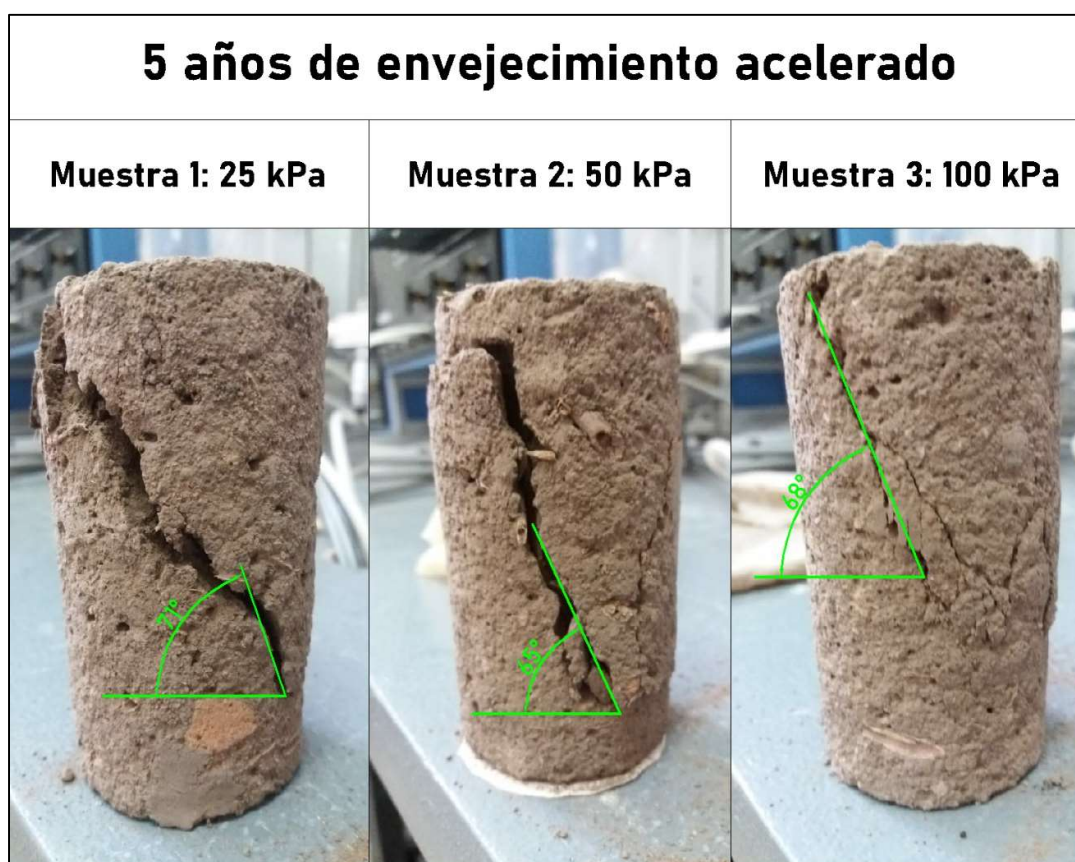 5 años de envejecimiento acelerado
Muestra 1: 25 kPa
Muestra 2: 50 kPa
Muestra 3: 100 kPa
71°
65°
68°